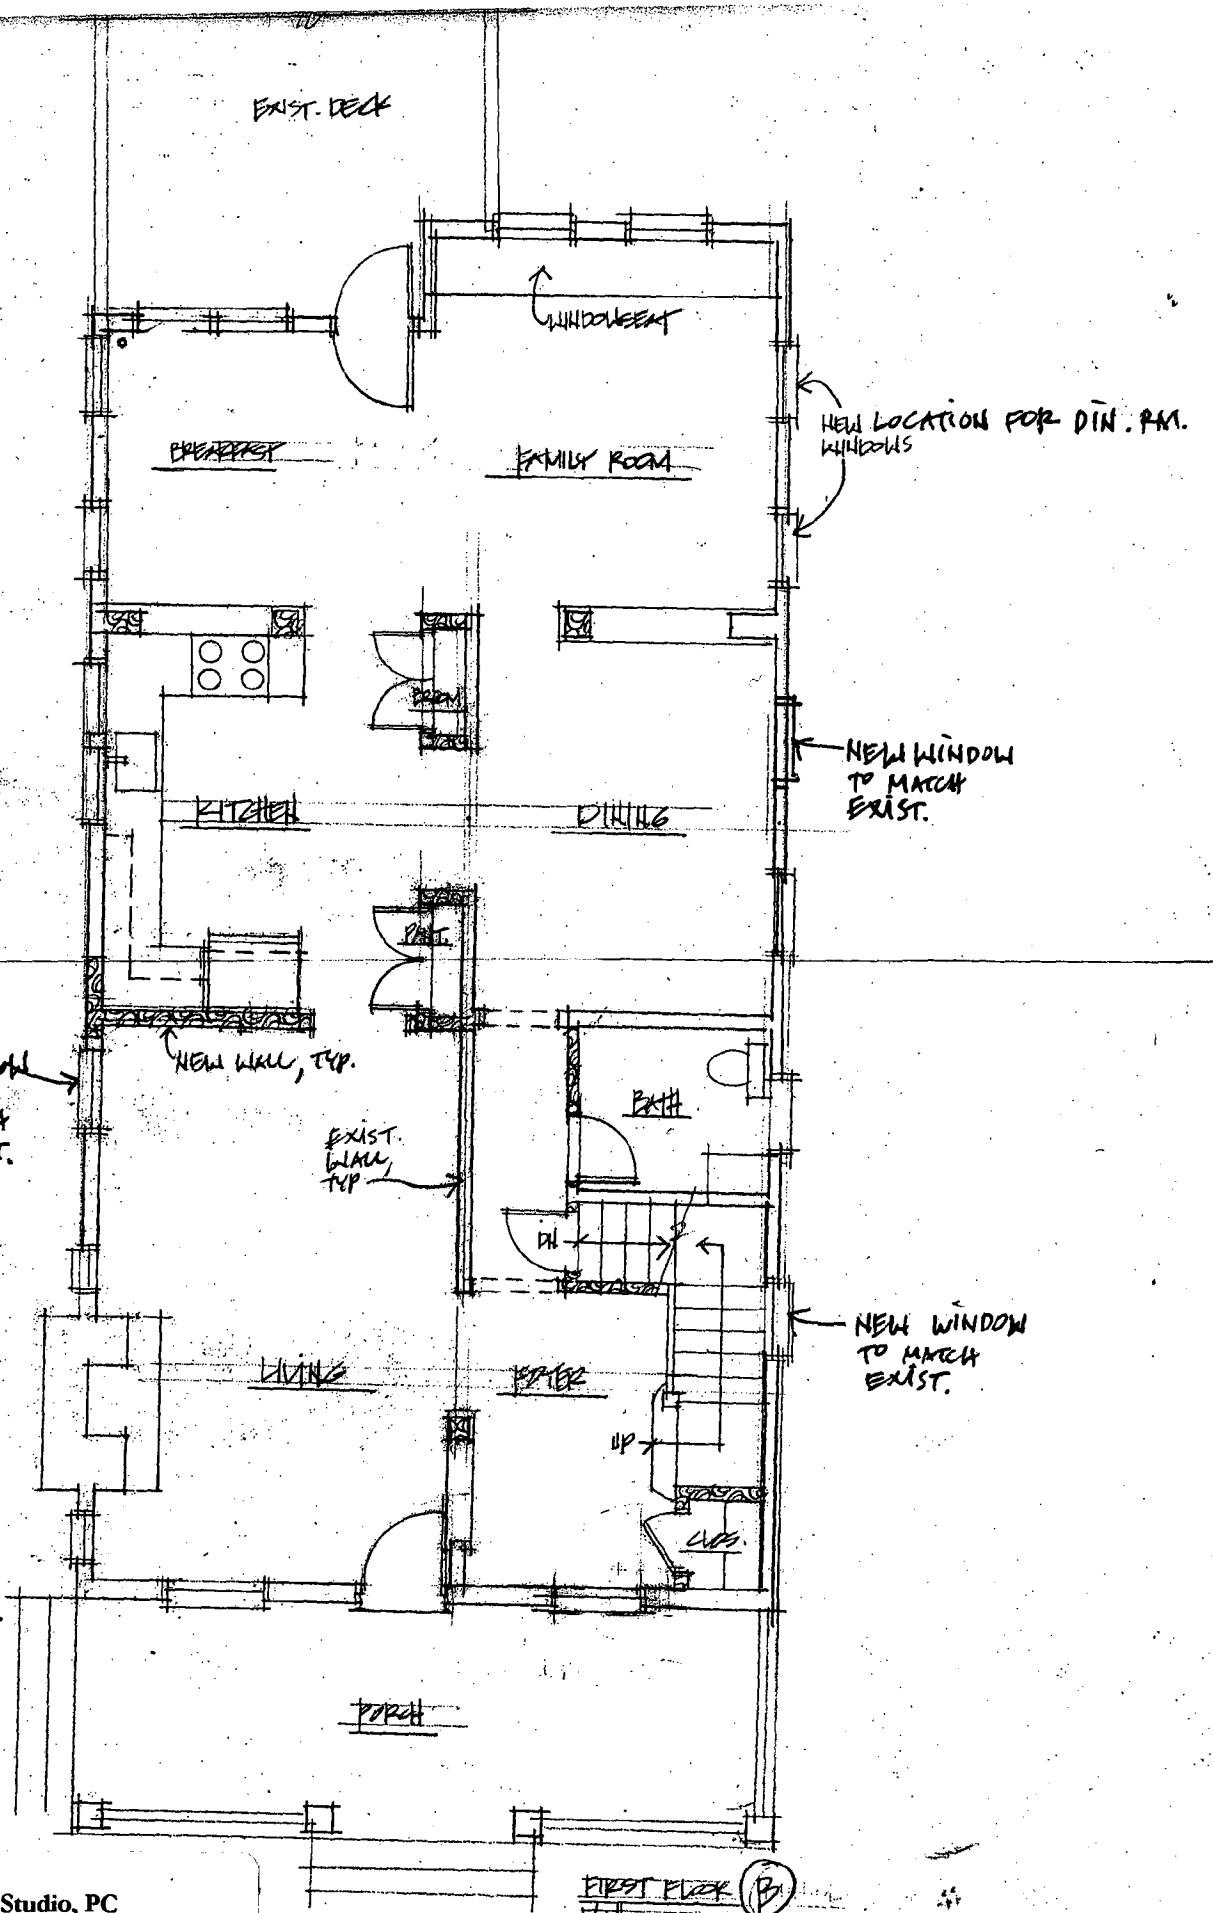 EXIST. DECK
WINDOWSEAT
NEW LOCATION FOR DIN. RM.
WINDOWS
BREAKFAST
FAMILY ROOM
BROOM
NEW WINDOW
TO MATCH
EXIST.
KITCHEN
DINING
PANT.
NEW WALL, TYP.
BATH
EXIST.
WALL,
TYP
DN
NEW WINDOW
TO MATCH
EXIST.
LIVING
FOYER
UP
CLOS.
PORCH
FIRST FLOOR B
Studio, PC